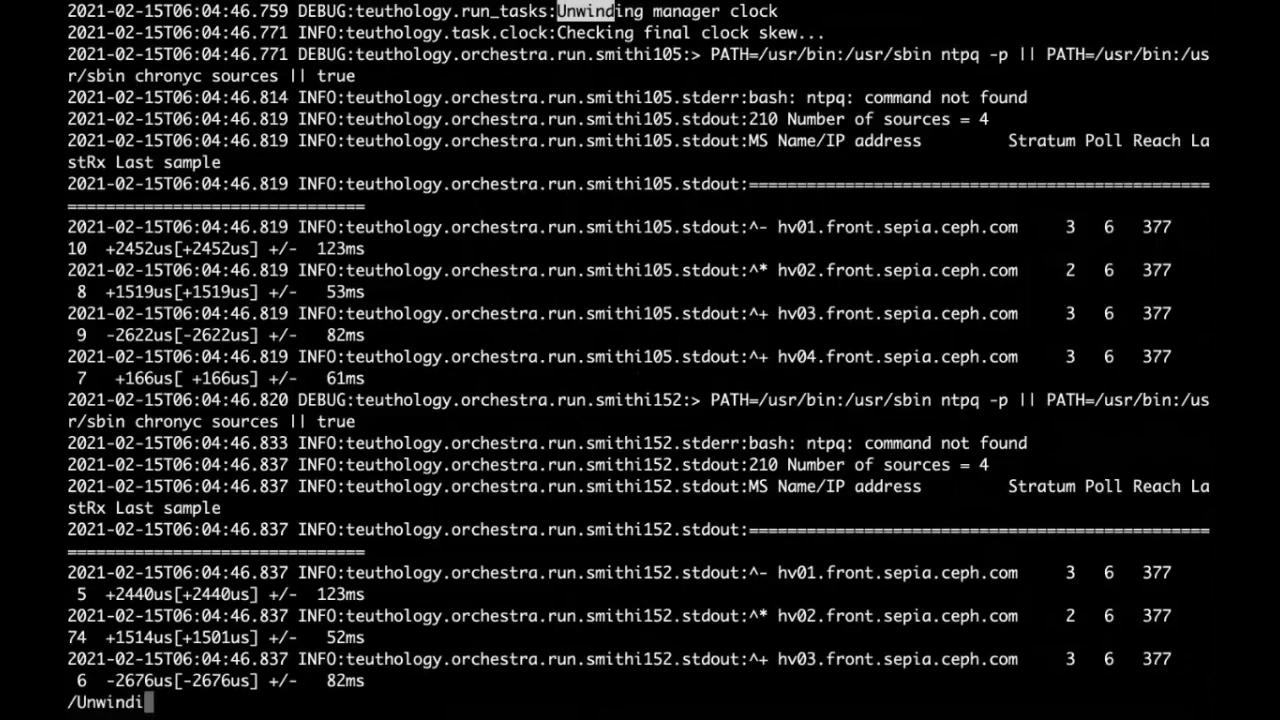 2021-02-15T06:04:46.759 DEBUG:teuthology.run_tasks:Unwinding manager clock
2021-02-15T06:04:46.771 INFO:teuthology.task.clock:Checking final clock skew...
2021-02-15T06:04:46.771 DEBUG:teuthology.orchestra.run.smithi105:> PATH=/usr/bin:/usr/sbin ntpq -p || PATH=/usr/bin:/us
r/sbin chronyc sources || true
2021-02-15T06:04:46.814 INFO:teuthology.orchestra.run.smithi105.stderr:bash: ntpq: command not found
2021-02-15T06:04:46.819 INFO:teuthology.orchestra.run.smithi105.stdout:210 Number of sources = 4
2021-02-15T06:04:46.819 INFO:teuthology.orchestra.run.smithi105.stdout:MS Name/IP address         Stratum Poll Reach La
stRx Last sample
2021-02-15T06:04:46.819 INFO:teuthology.orchestra.run.smithi105.stdout:================================================
===============================
2021-02-15T06:04:46.819 INFO:teuthology.orchestra.run.smithi105.stdout:^- hv01.front.sepia.ceph.com     3   6   377
10  +2452us[+2452us] +/-  123ms
2021-02-15T06:04:46.819 INFO:teuthology.orchestra.run.smithi105.stdout:^* hv02.front.sepia.ceph.com     2   6   377
 8  +1519us[+1519us] +/-   53ms
2021-02-15T06:04:46.819 INFO:teuthology.orchestra.run.smithi105.stdout:^+ hv03.front.sepia.ceph.com     3   6   377
 9  -2622us[-2622us] +/-   82ms
2021-02-15T06:04:46.819 INFO:teuthology.orchestra.run.smithi105.stdout:^+ hv04.front.sepia.ceph.com     3   6   377
 7   +166us[ +166us] +/-   61ms
2021-02-15T06:04:46.820 DEBUG:teuthology.orchestra.run.smithi152:> PATH=/usr/bin:/usr/sbin ntpq -p || PATH=/usr/bin:/us
r/sbin chronyc sources || true
2021-02-15T06:04:46.833 INFO:teuthology.orchestra.run.smithi152.stderr:bash: ntpq: command not found
2021-02-15T06:04:46.837 INFO:teuthology.orchestra.run.smithi152.stdout:210 Number of sources = 4
2021-02-15T06:04:46.837 INFO:teuthology.orchestra.run.smithi152.stdout:MS Name/IP address         Stratum Poll Reach La
stRx Last sample
2021-02-15T06:04:46.837 INFO:teuthology.orchestra.run.smithi152.stdout:================================================
===============================
2021-02-15T06:04:46.837 INFO:teuthology.orchestra.run.smithi152.stdout:^- hv01.front.sepia.ceph.com     3   6   377
 5  +2440us[+2440us] +/-  123ms
2021-02-15T06:04:46.837 INFO:teuthology.orchestra.run.smithi152.stdout:^* hv02.front.sepia.ceph.com     2   6   377
74  +1514us[+1501us] +/-   52ms
2021-02-15T06:04:46.837 INFO:teuthology.orchestra.run.smithi152.stdout:^+ hv03.front.sepia.ceph.com     3   6   377
 6  -2676us[-2676us] +/-   82ms
/Unwindi